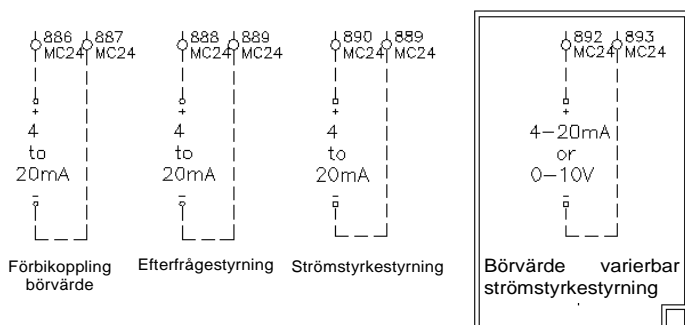 886 887
MC24 MC24
4
to
20mA
Förbikoppling
börvärde
888 889
MC24 MC24
4
to
20mA
Efterfrågestyrning
890 889
MC24 MC24
4
to
20mA
Strömstyrkestyrning
892 893
MC24 MC24
4-20mA
or
0-10V
Börvärde varierbar
strömstyrkestyrning